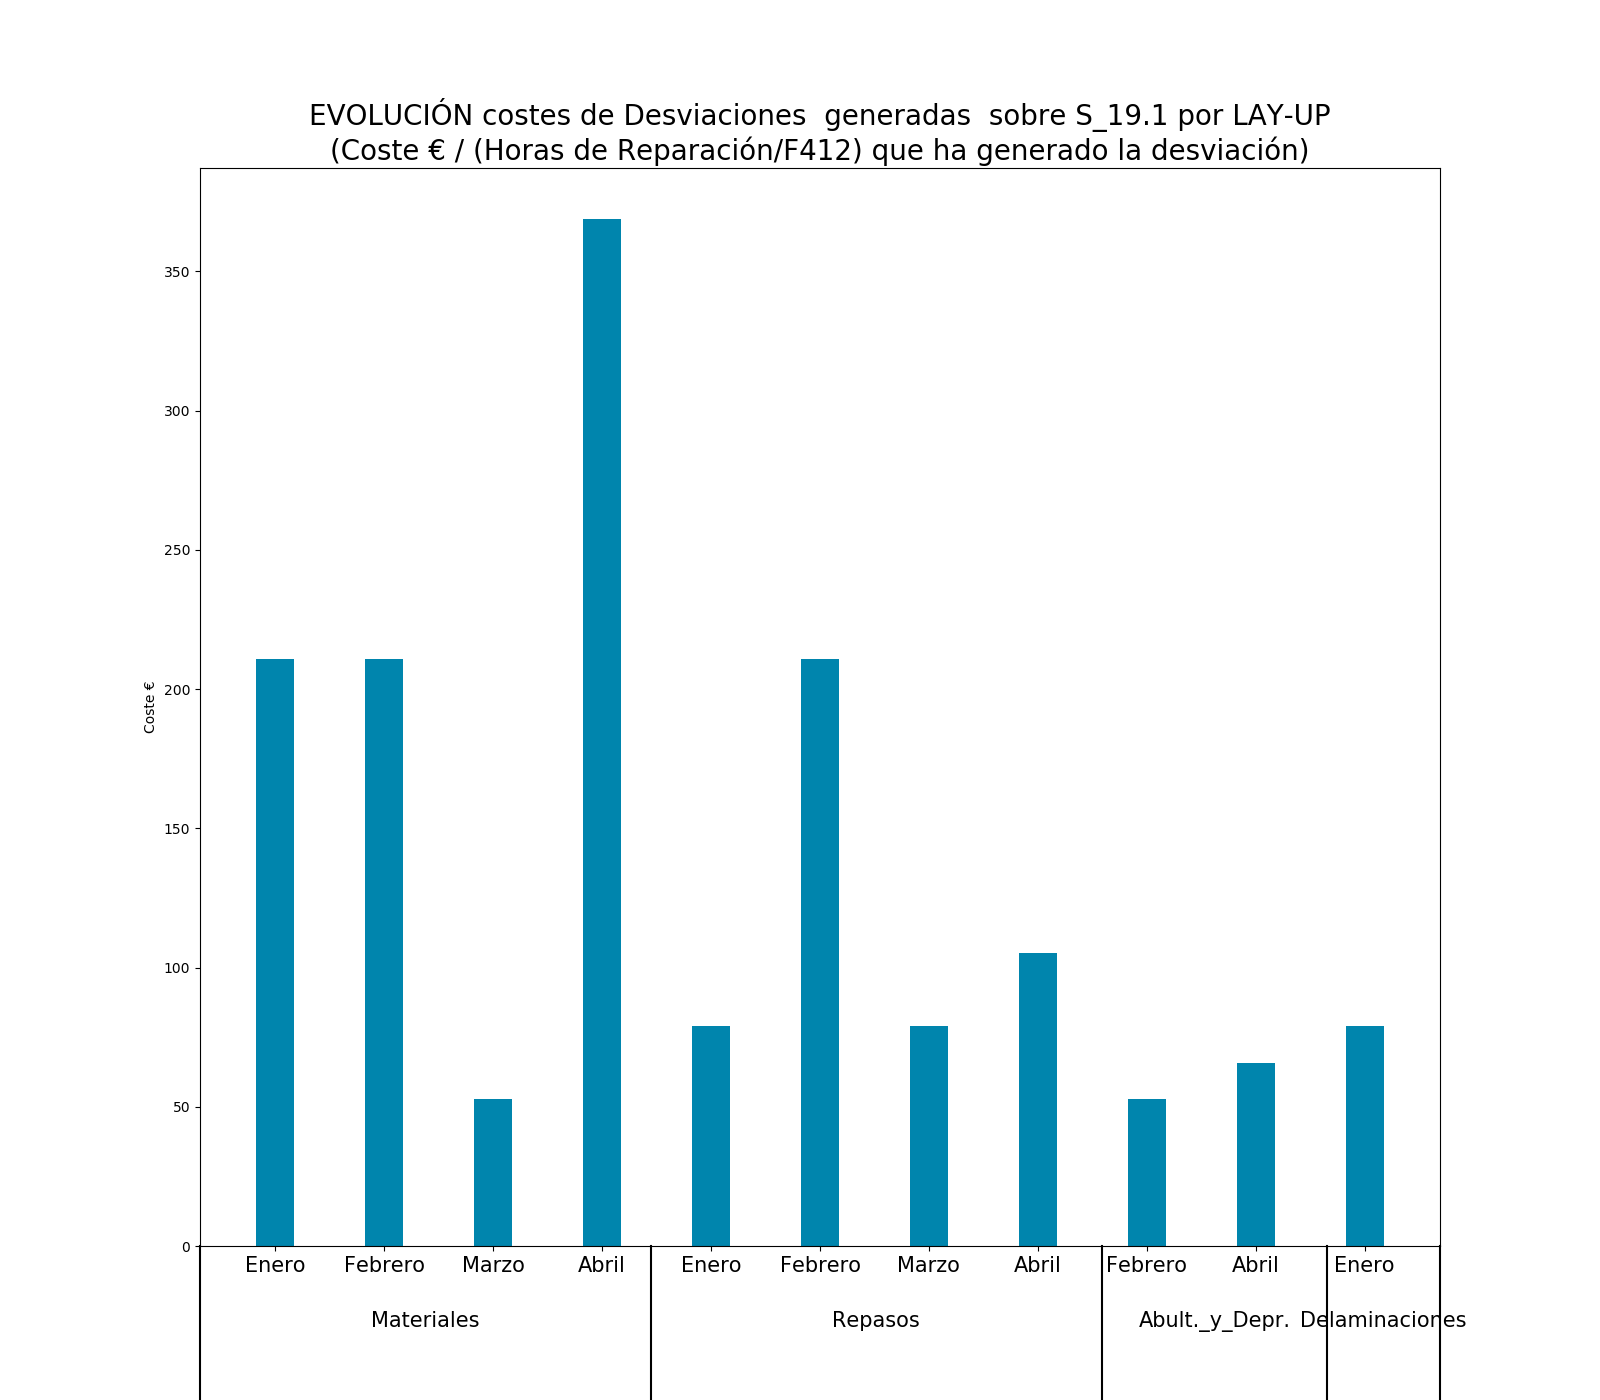 EVOLUCIÓN costes de Desviaciones  generadas  sobre S_19.1 por LAY-UP
(Coste € / (Horas de Reparación/F412) que ha generado la desviación)
350
300
250
200
150
100
50
0
Coste €
Enero Febrero Marzo Abril Enero Febrero Marzo Abril Febrero Abril Enero
Materiales Repasos Abult._y_Depr. Delaminaciones